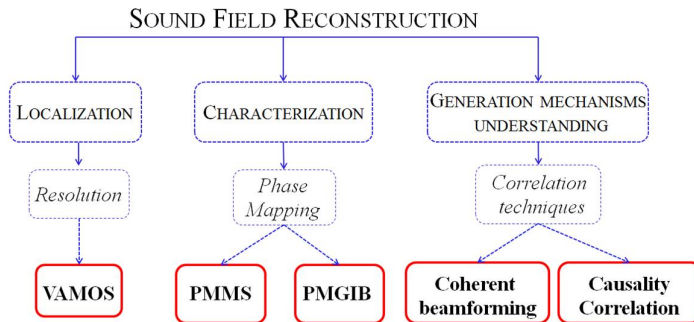 SOUND FIELD RECONSTRUCTION
LOCALIZATION
CHARACTERIZATION
GENERATION MECHANISMS
UNDERSTANDING
Resolution
Phase
Mapping
Correlation
techniques
VAMOS
PMMS
PMGIB
Coherent
beamforming
Causality
Correlation